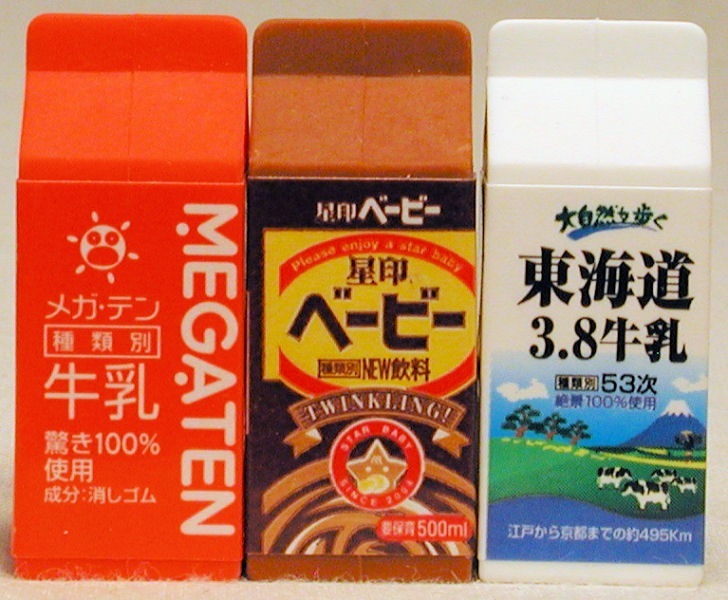 MEGATEN
メガ・テン
種類別
牛乳
驚き100%
使用
成分:消しゴム
星印ベービー
Please enjoy a star baby
星印
ベービー
種類別NEW飲料
TWINKLING!
STAR BABY
SINCE 2004
要保育500ml
大自然を歩く
東海道
3.8牛乳
種類別53次
絶景100%使用
江戸から京都までの約495Km